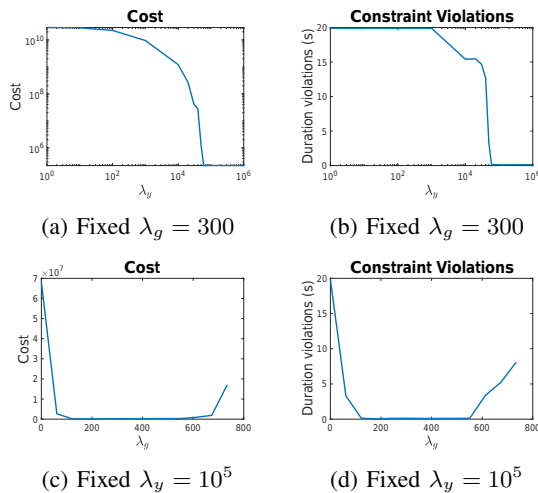 Cost
Constraint Violations
Cost
10^10
10^8
10^6
10^0 10^2 10^4 10^6
λ_y
Duration violations (s)
20
15
10
5
0
10^0 10^2 10^4 10^6
λ_y
(a) Fixed λ_g = 300
(b) Fixed λ_g = 300
Cost
Constraint Violations
×10^7
Cost
7
6
5
4
3
2
1
0
0 200 400 600 800
λ_g
Duration violations (s)
20
15
10
5
0
0 200 400 600 800
λ_g
(c) Fixed λ_y = 10^5
(d) Fixed λ_y = 10^5